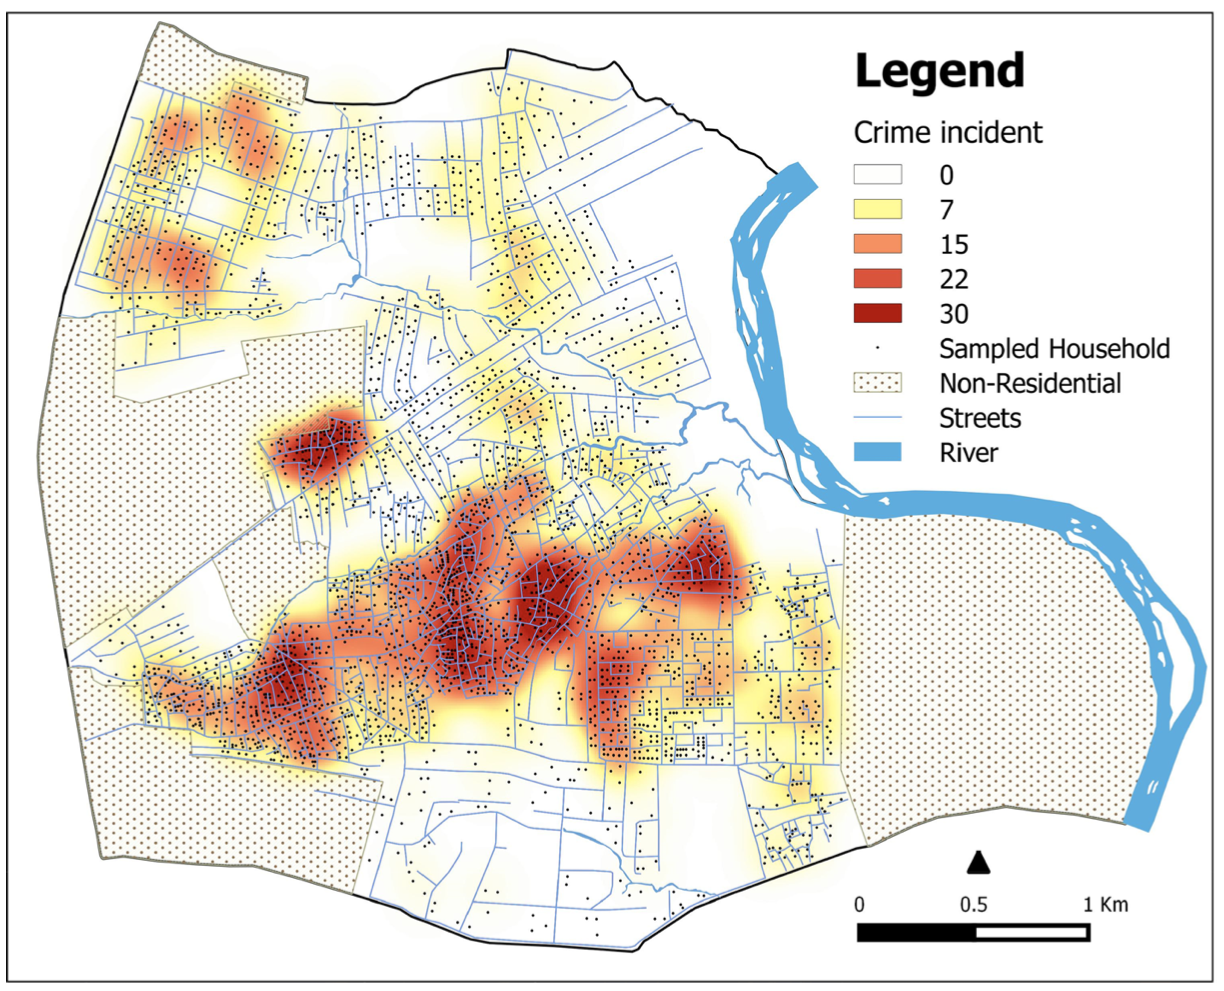 Legend
Crime incident
0
7
15
22
30
Sampled Household
Non-Residential
Streets
River
0 0.5 1 Km